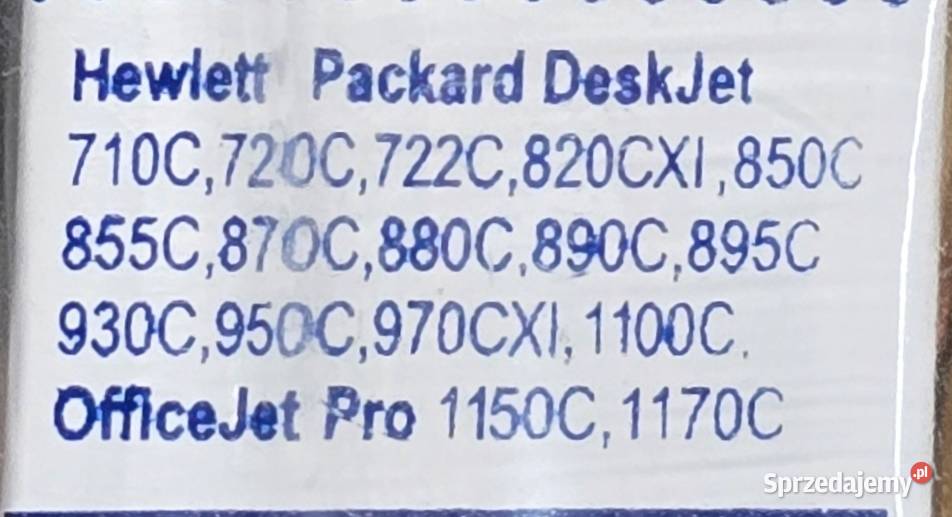 Hewlett Packard DeskJet
710C,720C,722C,820CXI,850C
855C,870C,880C,890C,895C
930C,950C,970CXI,1100C.
OfficeJet Pro 1150C,1170C
Sprzedajemy.pl